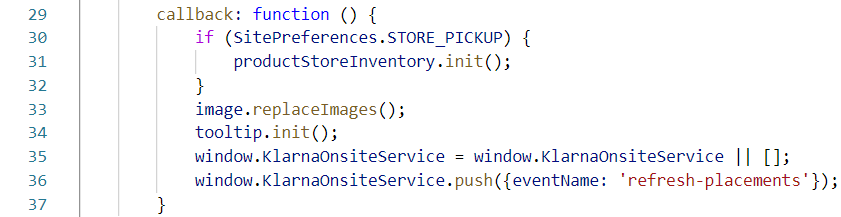 29 callback: function () {
30 if (SitePreferences.STORE_PICKUP) {
31 productStoreInventory.init();
32 }
33 image.replaceImages();
34 tooltip.init();
35 window.KlarnaOnsiteService = window.KlarnaOnsiteService || [];
36 window.KlarnaOnsiteService.push({eventName: 'refresh-placements'});
37 }